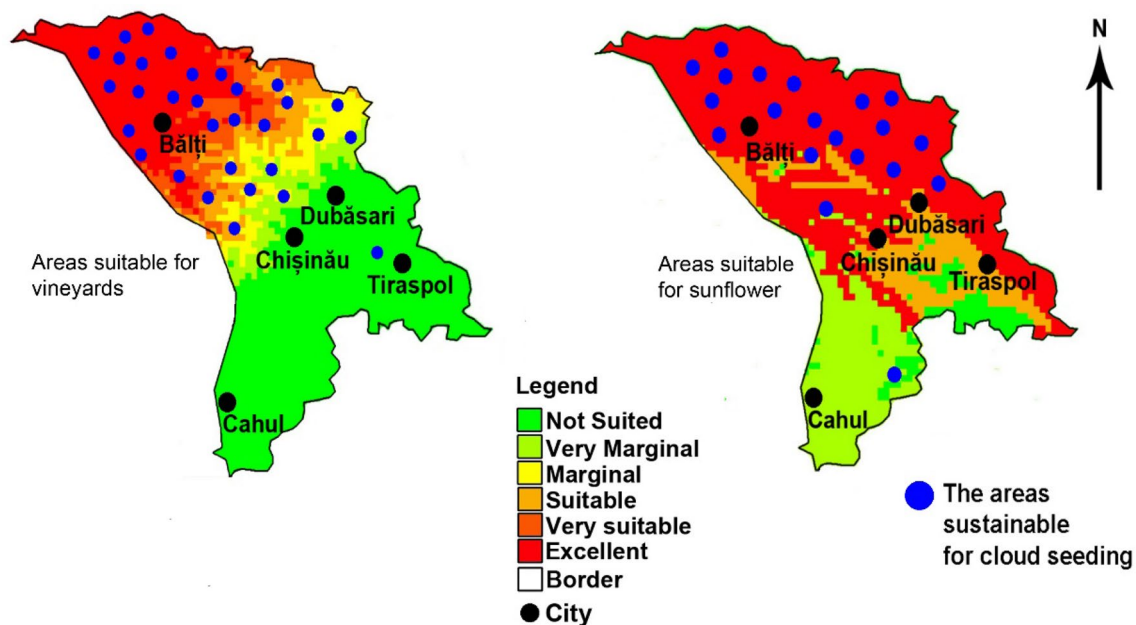 Bălți
Dubăsari
Chișinău
Tiraspol
Cahul
Areas suitable for
vineyards
N
Bălți
Dubăsari
Chișinău
Tiraspol
Cahul
Areas suitable
for sunflower
Legend
Not Suited
Very Marginal
Marginal
Suitable
Very suitable
Excellent
Border
City
The areas
sustainable
for cloud seeding